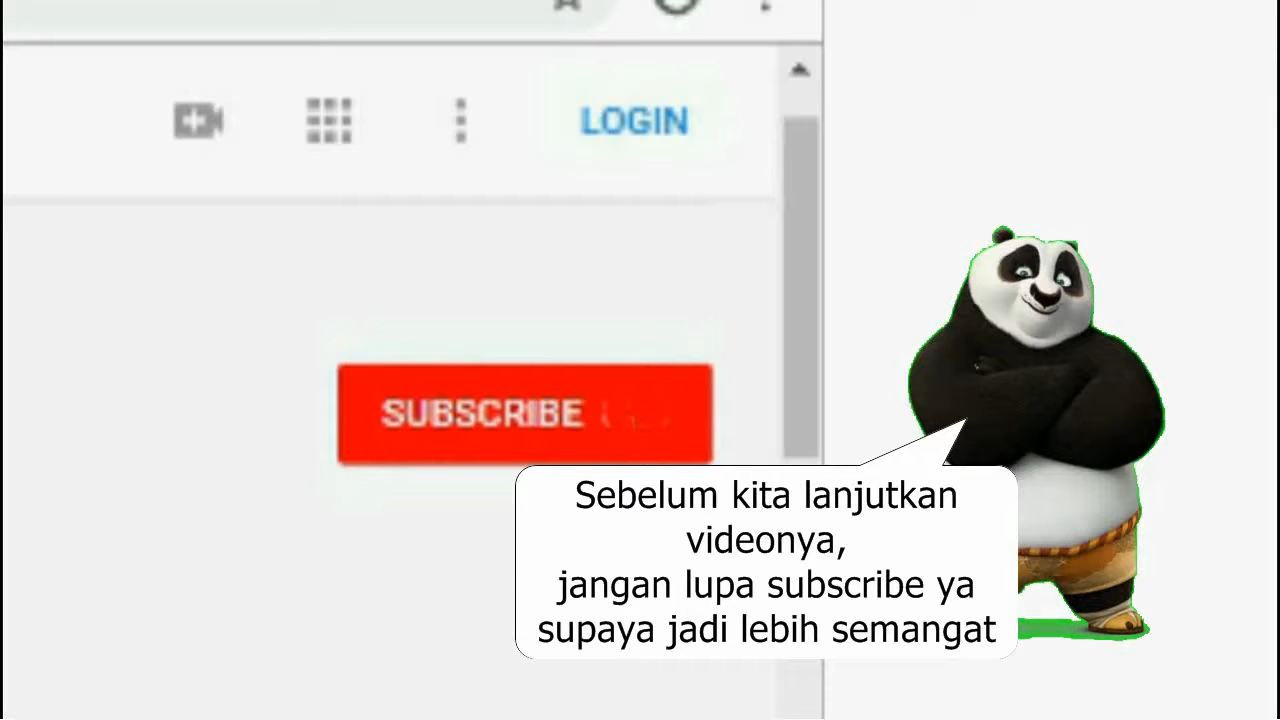 LOGIN
SUBSCRIBE
Sebelum kita lanjutkan
videonya,
jangan lupa subscribe ya
supaya jadi lebih semangat